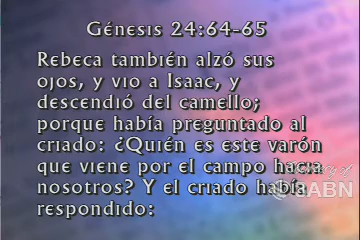 Génesis 24:64-65
Rebeca también alzó sus
ojos, y vio a Isaac, y
descendió del camello;
porque había preguntado al
criado: ¿Quién es este varón
que viene por el campo hacia
nosotros? Y el criado había
respondido:
3ABN